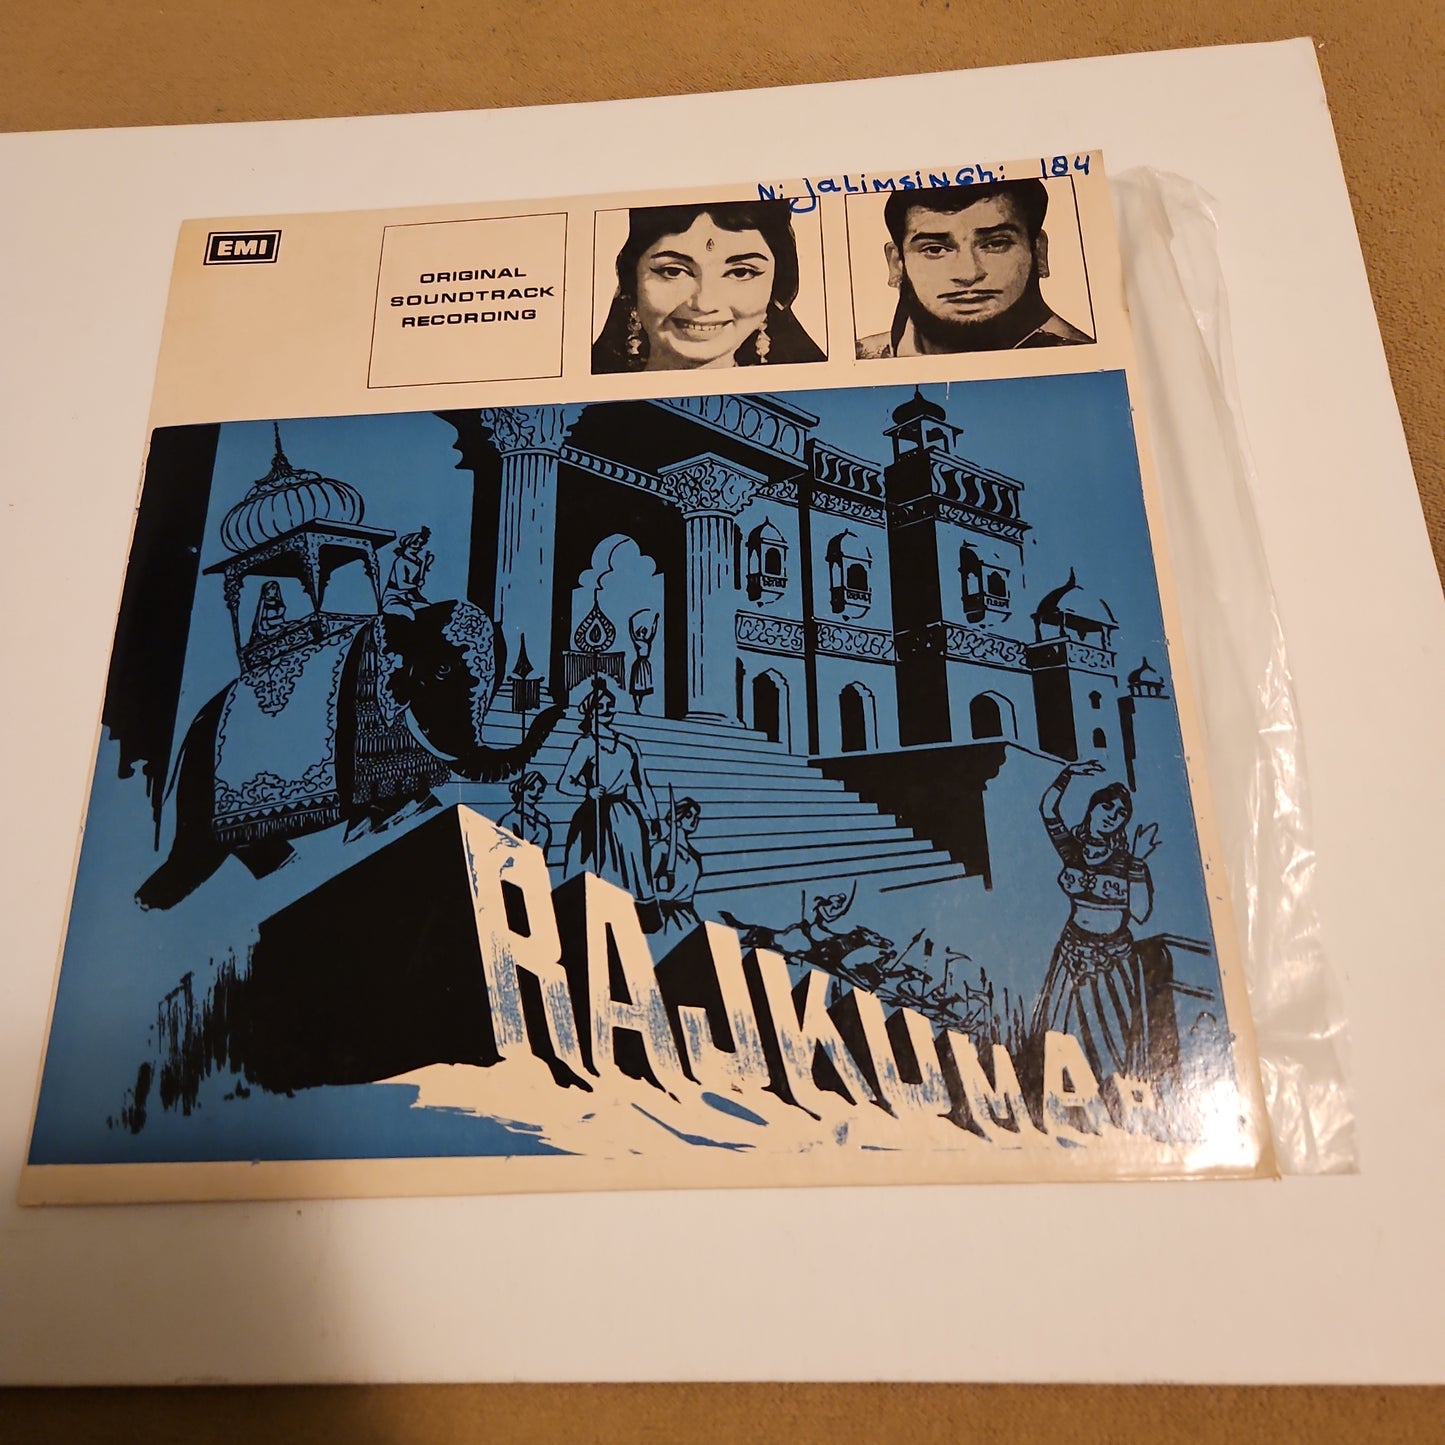 N: JALIMSINGh: 184
EMI
ORIGINAL
SOUNDTRACK
RECORDING
RAJKUMAR